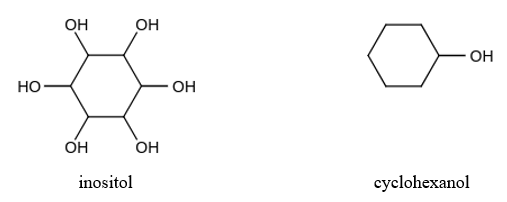 OH OH
HO OH
OH OH
inositol
OH
cyclohexanol